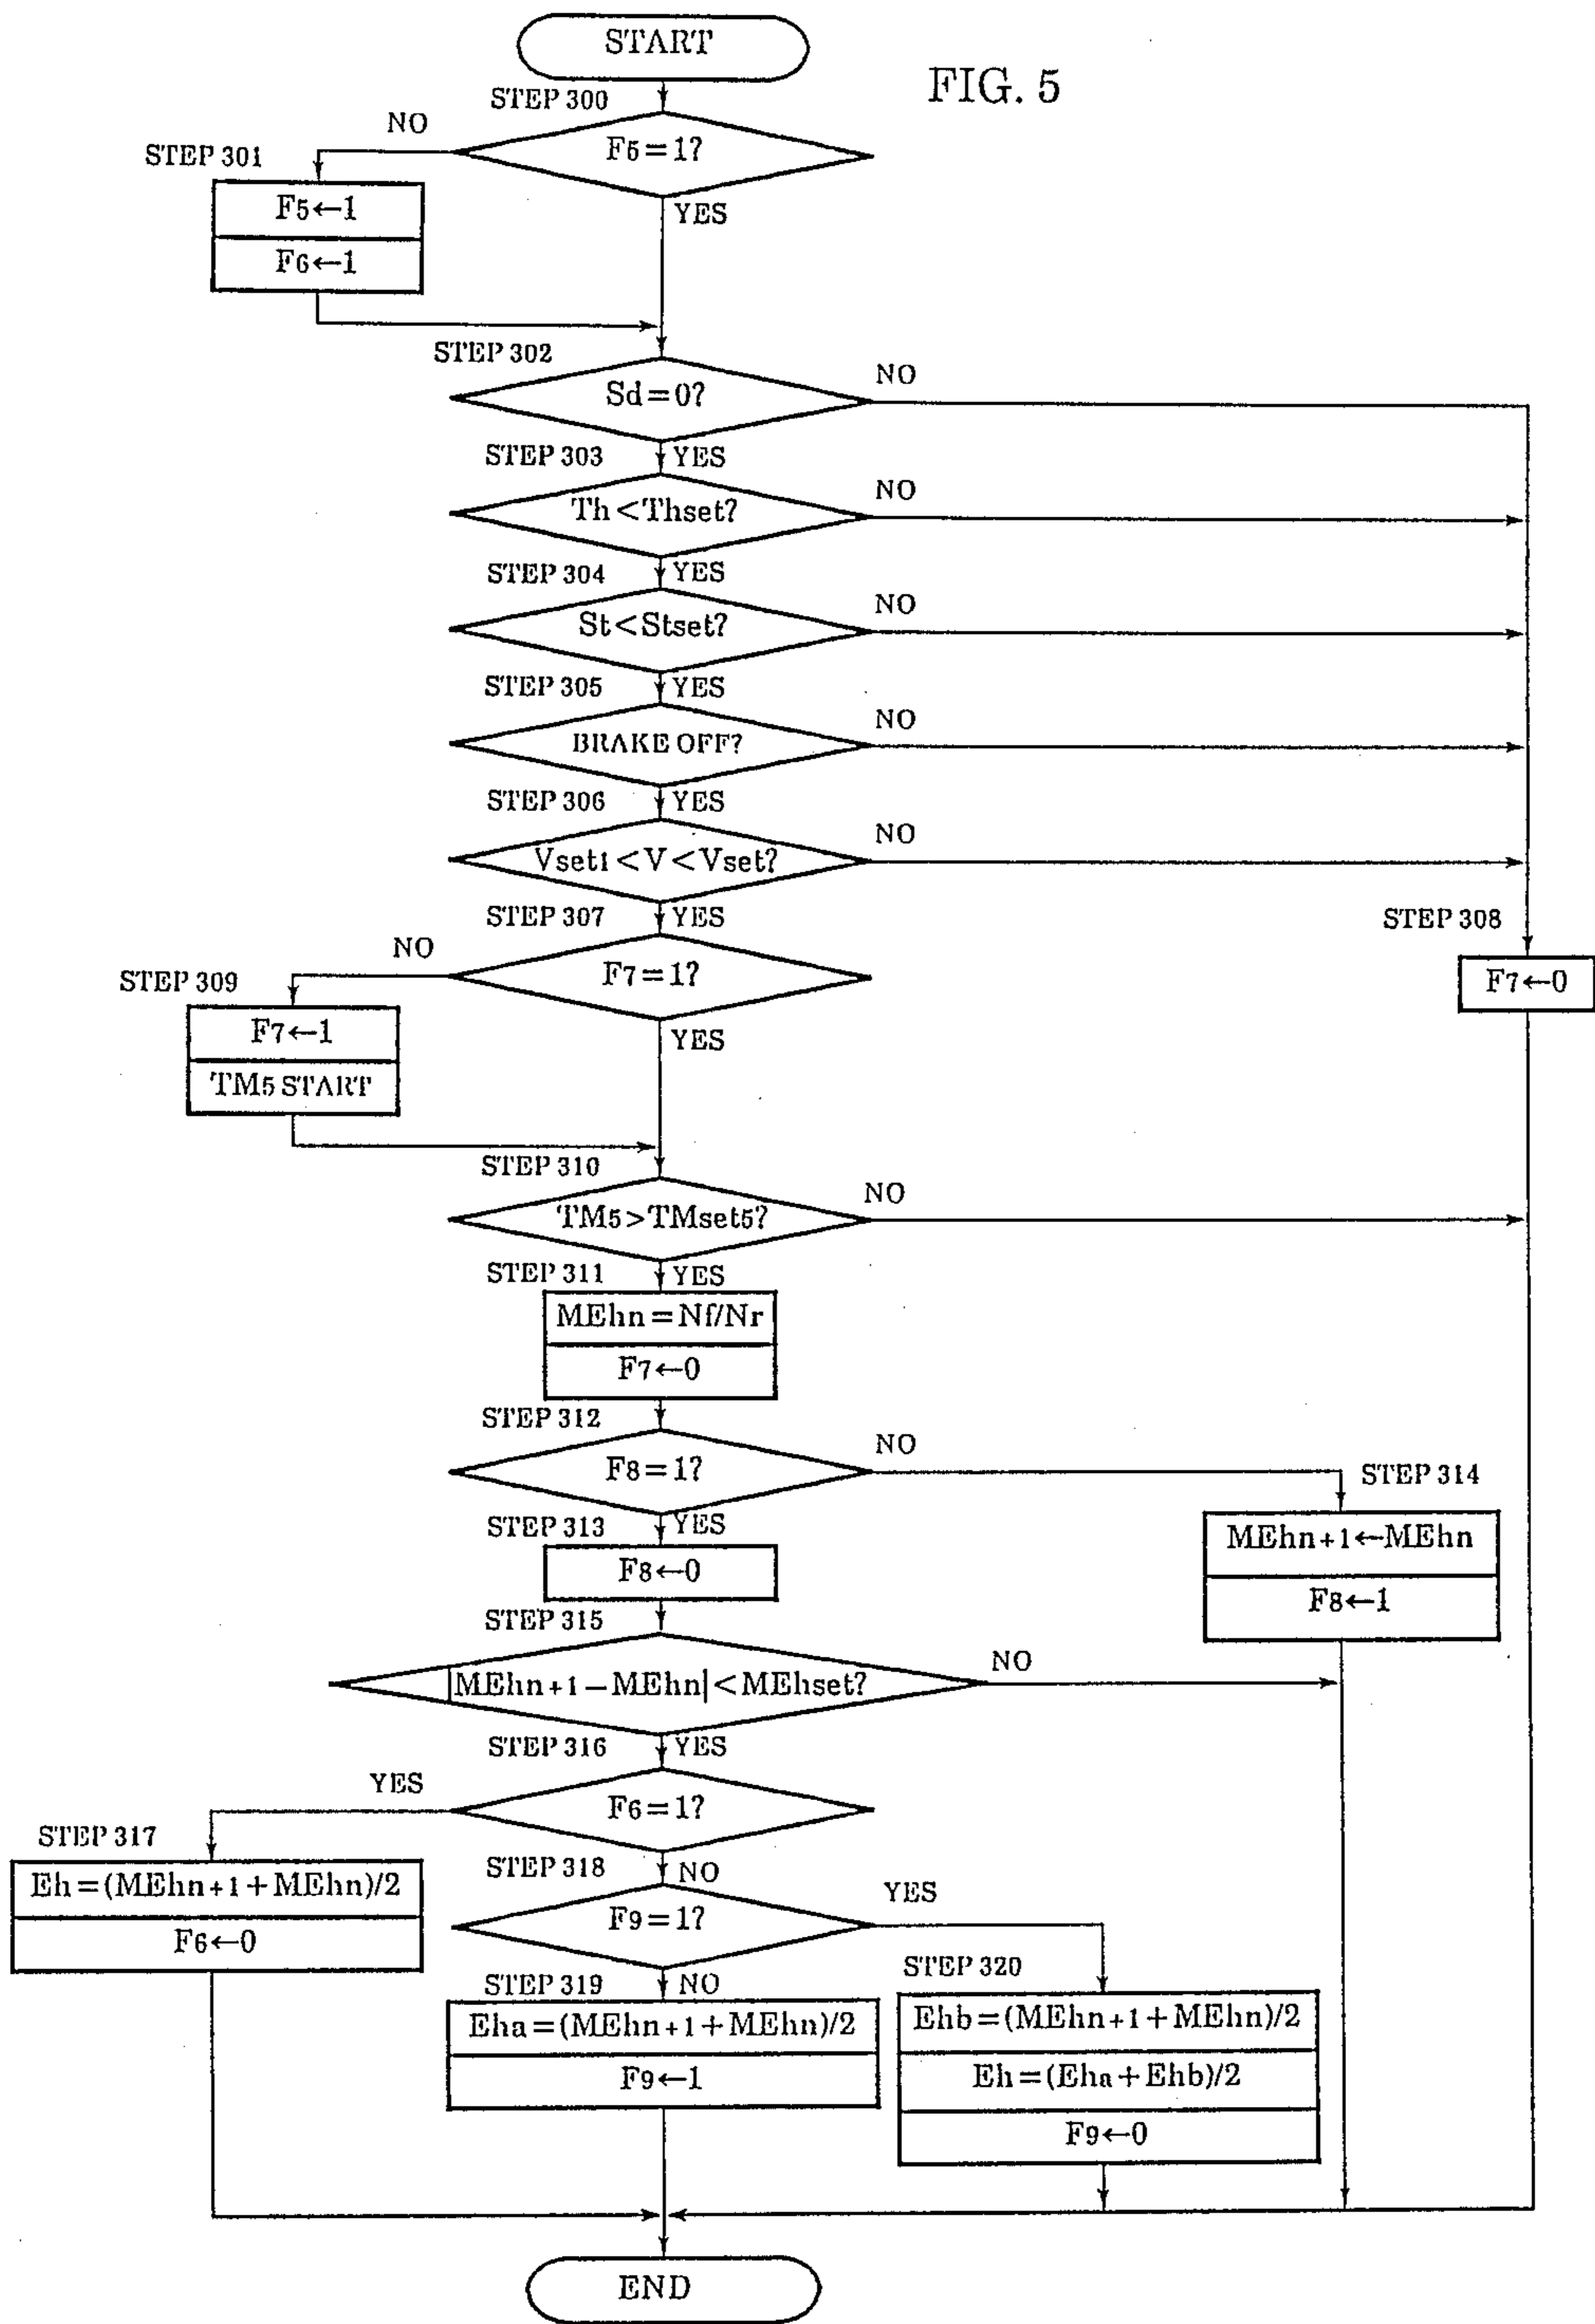 START
FIG. 5
STEP 300
NO
F5=1?
STEP 301
F5←1
YES
F6←1
STEP 302
Sd=0?
NO
STEP 303
YES
Th<Thset?
NO
STEP 304
YES
St<Stset?
NO
STEP 305
YES
BRAKE OFF?
NO
STEP 306
YES
Vset1<V<Vset?
NO
STEP 307
YES
STEP 308
NO
F7=1?
STEP 309
F7←0
F7←1
YES
TM5 START
STEP 310
TM5>TMset5?
NO
STEP 311
YES
MEhn=Nf/Nr
F7←0
STEP 312
F8=1?
NO
STEP 314
STEP 313
YES
MEhn+1←MEhn
F8←0
F8←1
STEP 315
|MEhn+1−MEhn|<MEhset?
NO
STEP 316
YES
YES
F6=1?
STEP 317
Eh=(MEhn+1+MEhn)/2
F6←0
STEP 318
NO
F9=1?
YES
STEP 319
NO
STEP 320
Eha=(MEhn+1+MEhn)/2
F9←1
Ehb=(MEhn+1+MEhn)/2
Eh=(Eha+Ehb)/2
F9←0
END